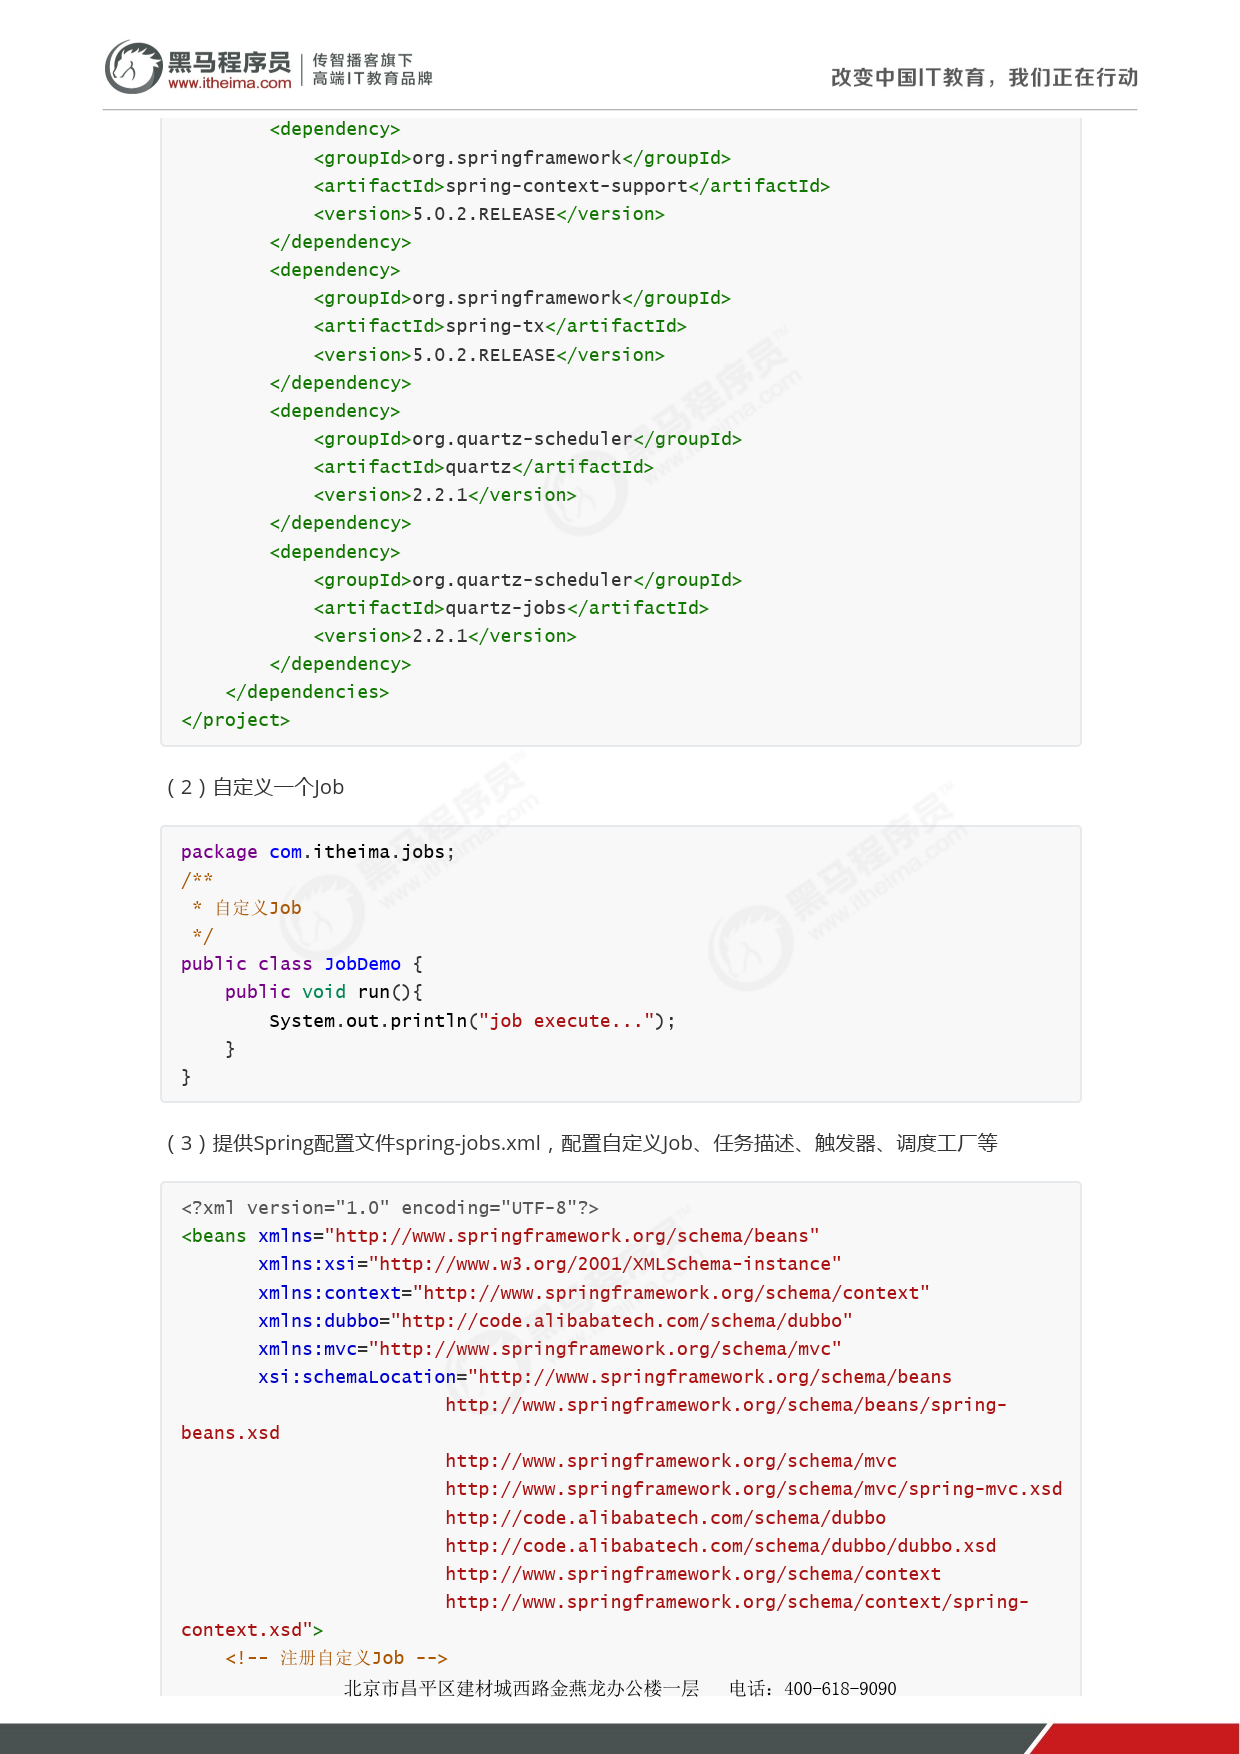 黑马程序员
www.itheima.com
传智播客旗下
高端IT教育品牌
改变中国IT教育，我们正在行动
<dependency>
<groupId>org.springframework</groupId>
<artifactId>spring-context-support</artifactId>
<version>5.0.2.RELEASE</version>
</dependency>
<dependency>
<groupId>org.springframework</groupId>
<artifactId>spring-tx</artifactId>
<version>5.0.2.RELEASE</version>
</dependency>
<dependency>
<groupId>org.quartz-scheduler</groupId>
<artifactId>quartz</artifactId>
<version>2.2.1</version>
</dependency>
<dependency>
<groupId>org.quartz-scheduler</groupId>
<artifactId>quartz-jobs</artifactId>
<version>2.2.1</version>
</dependency>
</dependencies>
</project>
（2）自定义一个Job
package com.itheima.jobs;
/**
* 自定义Job
*/
public class JobDemo {
public void run(){
System.out.println("job execute...");
}
}
（3）提供Spring配置文件spring-jobs.xml，配置自定义Job、任务描述、触发器、调度工厂等
<?xml version="1.0" encoding="UTF-8"?>
<beans xmlns="http://www.springframework.org/schema/beans"
xmlns:xsi="http://www.w3.org/2001/XMLSchema-instance"
xmlns:context="http://www.springframework.org/schema/context"
xmlns:dubbo="http://code.alibabatech.com/schema/dubbo"
xmlns:mvc="http://www.springframework.org/schema/mvc"
xsi:schemaLocation="http://www.springframework.org/schema/beans
http://www.springframework.org/schema/beans/spring-
beans.xsd
http://www.springframework.org/schema/mvc
http://www.springframework.org/schema/mvc/spring-mvc.xsd
http://code.alibabatech.com/schema/dubbo
http://code.alibabatech.com/schema/dubbo/dubbo.xsd
http://www.springframework.org/schema/context
http://www.springframework.org/schema/context/spring-
context.xsd">
<!-- 注册自定义Job -->
北京市昌平区建材城西路金燕龙办公楼一层 电话：400-618-9090